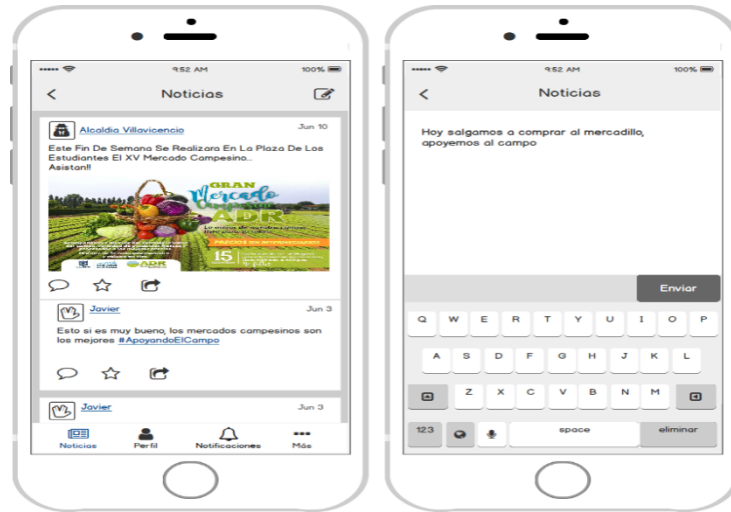 9:52 AM
100%
Noticias
Alcaldia Villavicencio
Jun 10
Este Fin De Semana Se Realizara En La Plaza De Los
Estudiantes El XV Mercado Campesino..
Asistan!!
GRAN
Mercado
Campesino
ADR
15
Javier
Jun 3
Esto si es muy bueno, los mercados campesinos son
los mejores #ApoyandoElCampo
Javier
Jun 3
Noticias
Perfil
Notificaciones
Más
9:52 AM
100%
Noticias
Hoy salgamos a comprar al mercadillo,
apoyemos al campo
Enviar
Q W E R T Y U I O P
A S D F G H J K L
Z X C V B N M
123
space
eliminar